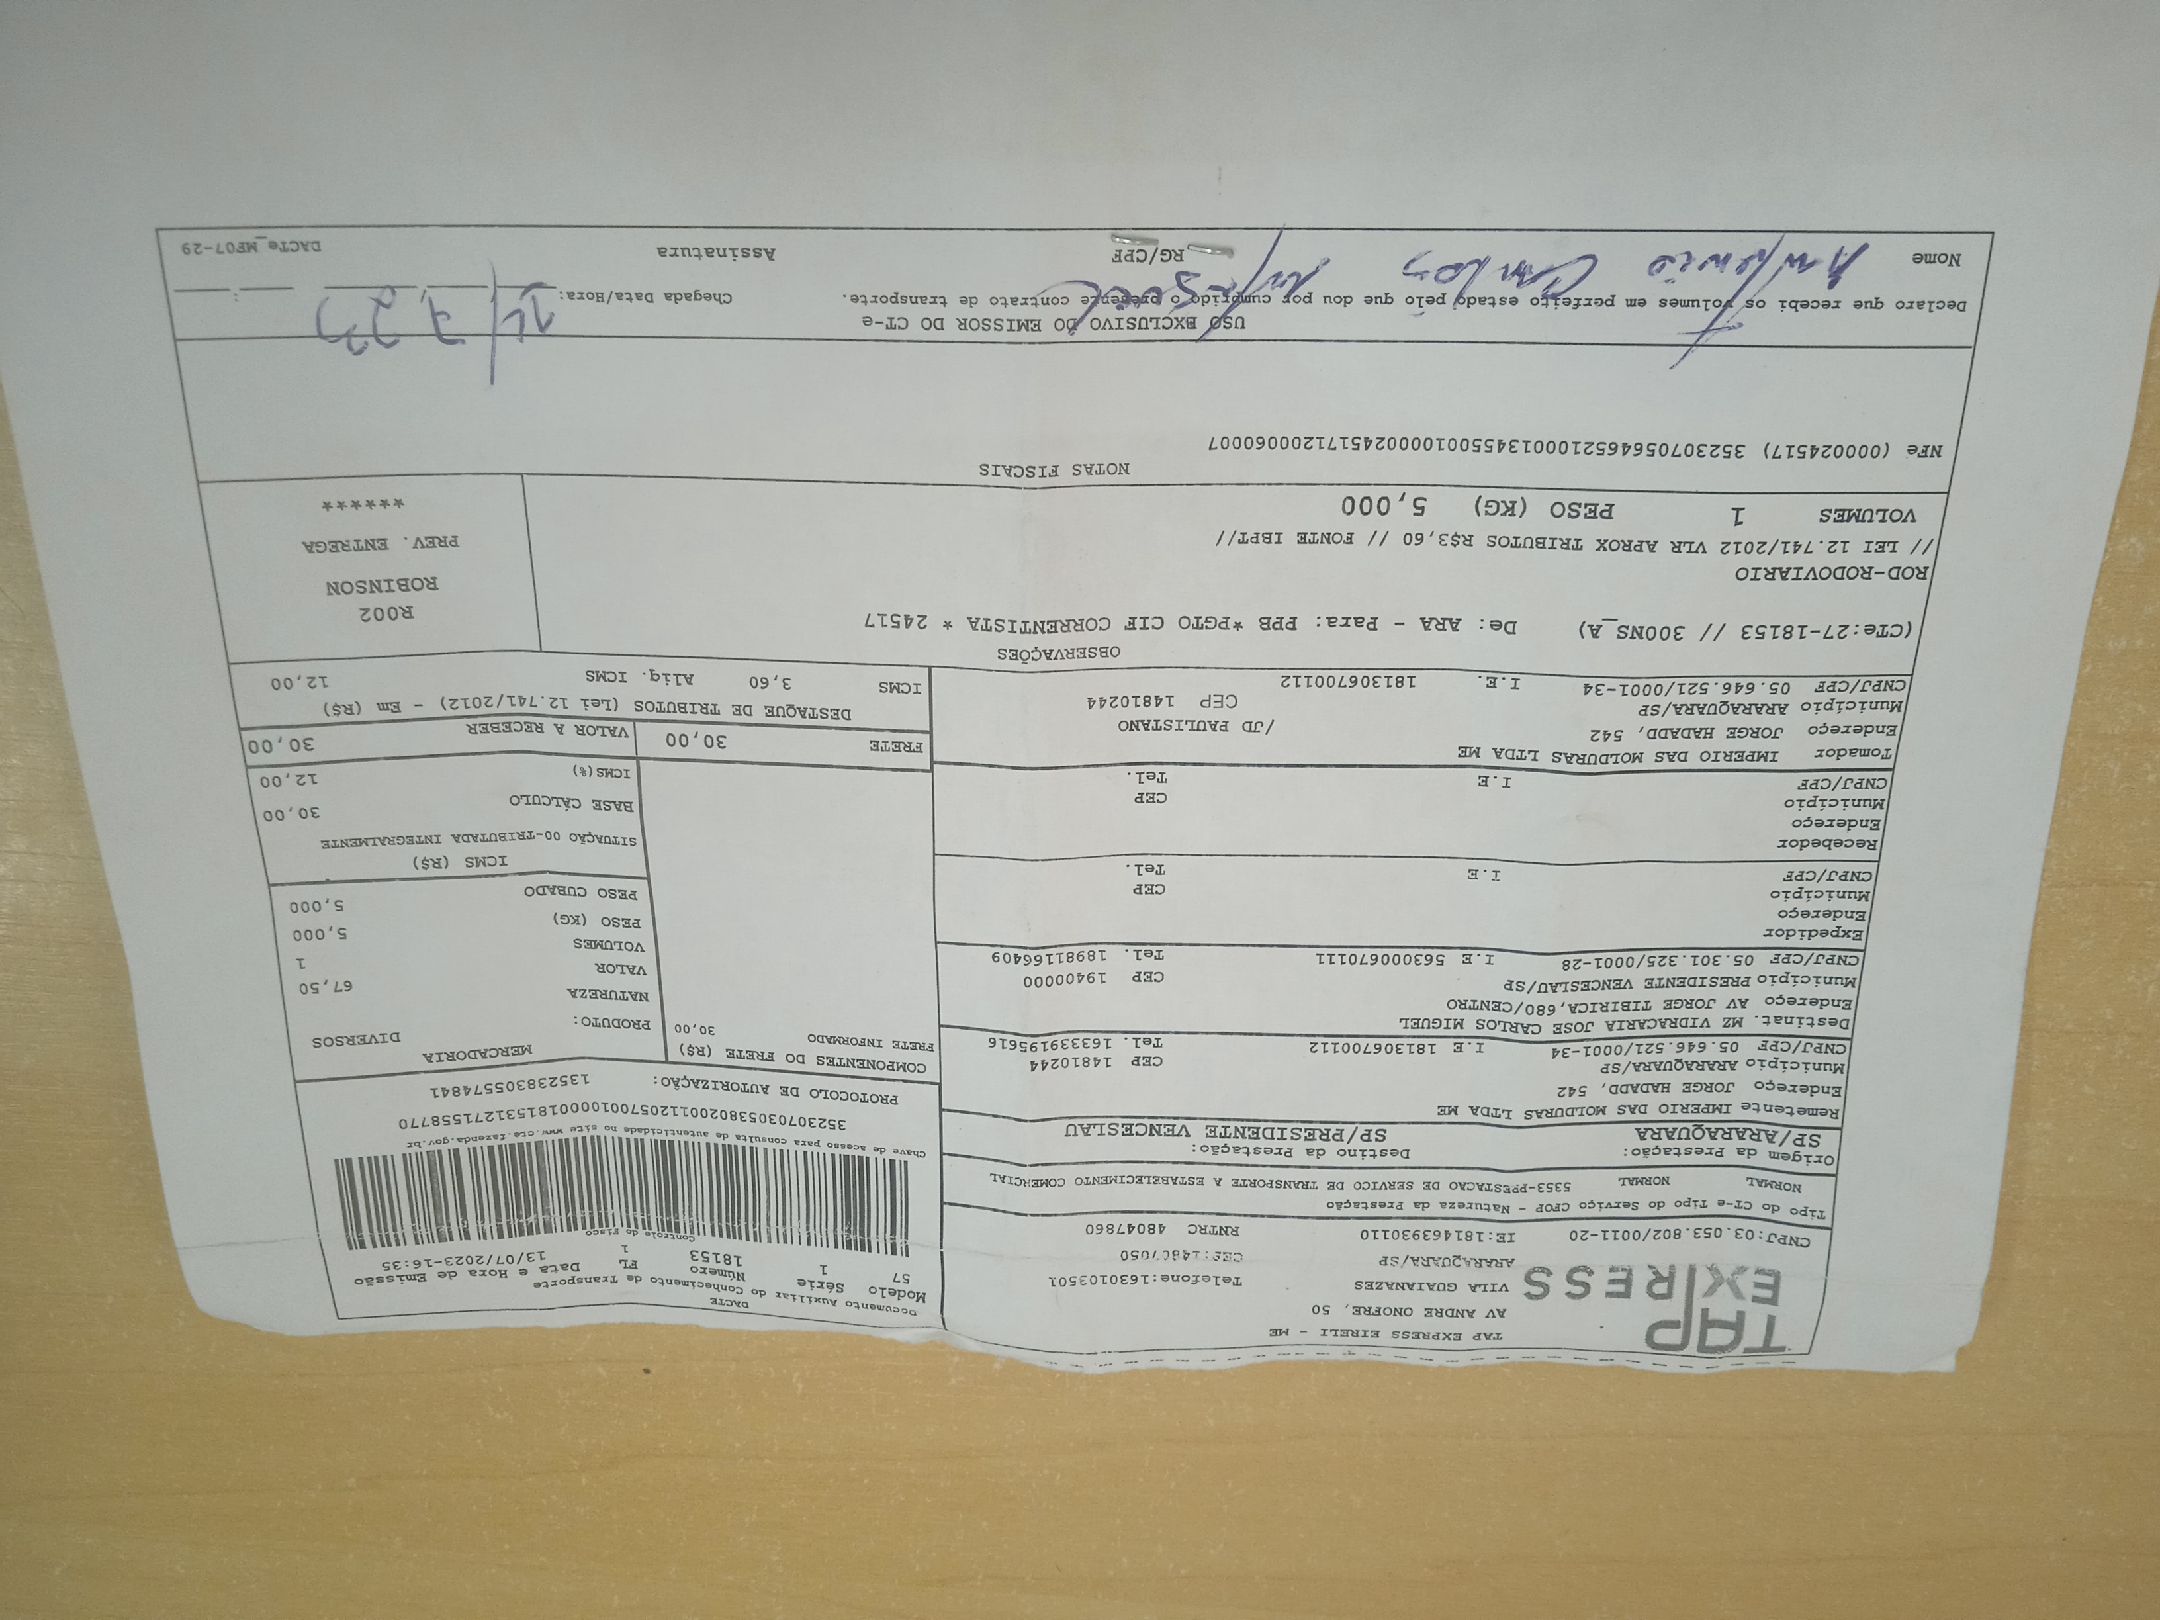 TAP
EXPRESS
TAP EXPRESS EIRELI - ME
AV ANDRE ONOFRE, 50
VILA GUAIANAZES Telefone:1630103501
ARARAQUARA/SP CEP:14807050
CNPJ:03.053.802/0011-20 IE:181463930110 RNTRC 48047860
DACTE
Documento Auxiliar do Conhecimento de Transporte
Modelo Série Número FL Data e Hora de Emissão
57 1 18153 1 13/07/2023-16:35
Controle do Fisco
Chave de acesso para consulta de autenticidade no site www.cte.fazenda.gov.br
35230703053802001120570010000181531271558770
PROTOCOLO DE AUTORIZAÇÃO: 135238305574841
Tipo do CT-e Tipo do Serviço CFOP - Natureza da Prestação
NORMAL NORMAL 5353-PRESTACAO DE SERVICO DE TRANSPORTE A ESTABELECIMENTO COMERCIAL
Origem da Prestação: Destino da Prestação:
SP/ARARAQUARA SP/PRESIDENTE VENCESLAU
Remetente IMPERIO DAS MOLDURAS LTDA ME
Endereço JORGE HADADD, 542
Município ARARAQUARA/SP CEP 14810244
CNPJ/CPF 05.646.521/0001-34 I.E 181306700112 Tel. 16339195616
Destinat. MZ VIDRACARIA JOSE CARLOS MIGUEL
Endereço AV JORGE TIBIRICA,680/CENTRO
Município PRESIDENTE VENCESLAU/SP CEP 19400000
CNPJ/CPF 05.301.325/0001-28 I.E 563000670111 Tel. 18981166409
Expedidor
Endereço
Município CEP
CNPJ/CPF I.E Tel.
Recebedor
Endereço
Município CEP
CNPJ/CPF I.E Tel.
Tomador IMPERIO DAS MOLDURAS LTDA ME
Endereço JORGE HADADD, 542 /JD PAULISTANO
Município ARARAQUARA/SP CEP 14810244
CNPJ/CPF 05.646.521/0001-34 I.E. 181306700112
COMPONENTES DO FRETE (R$)
FRETE INFORMADO 30,00
MERCADORIA
PRODUTO: DIVERSOS
NATUREZA
VALOR 67,50
VOLUMES 1
PESO (KG) 5,000
PESO CUBADO 5,000
ICMS (R$)
SITUAÇÃO 00-TRIBUTADA INTEGRALMENTE
BASE CÁLCULO 30,00
ICMS(%) 12,00
FRETE 30,00 VALOR A RECEBER 30,00
DESTAQUE DE TRIBUTOS (Lei 12.741/2012) - Em (R$)
ICMS 3,60 Aliq. ICMS 12,00
OBSERVAÇÕES
(CTe:27-18153 // 300NS_A) De: ARA - Para: PPB *PGTO CIF CORRENTISTA * 24517
ROD-RODOVIARIO
// LEI 12.741/2012 VLR APROX TRIBUTOS R$3,60 // FONTE IBPT//
VOLUMES 1 PESO (KG) 5,000
R002
ROBINSON
PREV. ENTREGA
******
NOTAS FISCAIS
NFe (000024517) 35230705646521000134550010000245171200060007
USO EXCLUSIVO DO EMISSOR DO CT-e
Declaro que recebi os volumes em perfeito estado pelo que dou por cumprido o presente contrato de transporte.
Chegada Data/Hora: 14/7/23
Nome Antonio Carlos
RG/CPF
Assinatura
DACTe_MF07-29